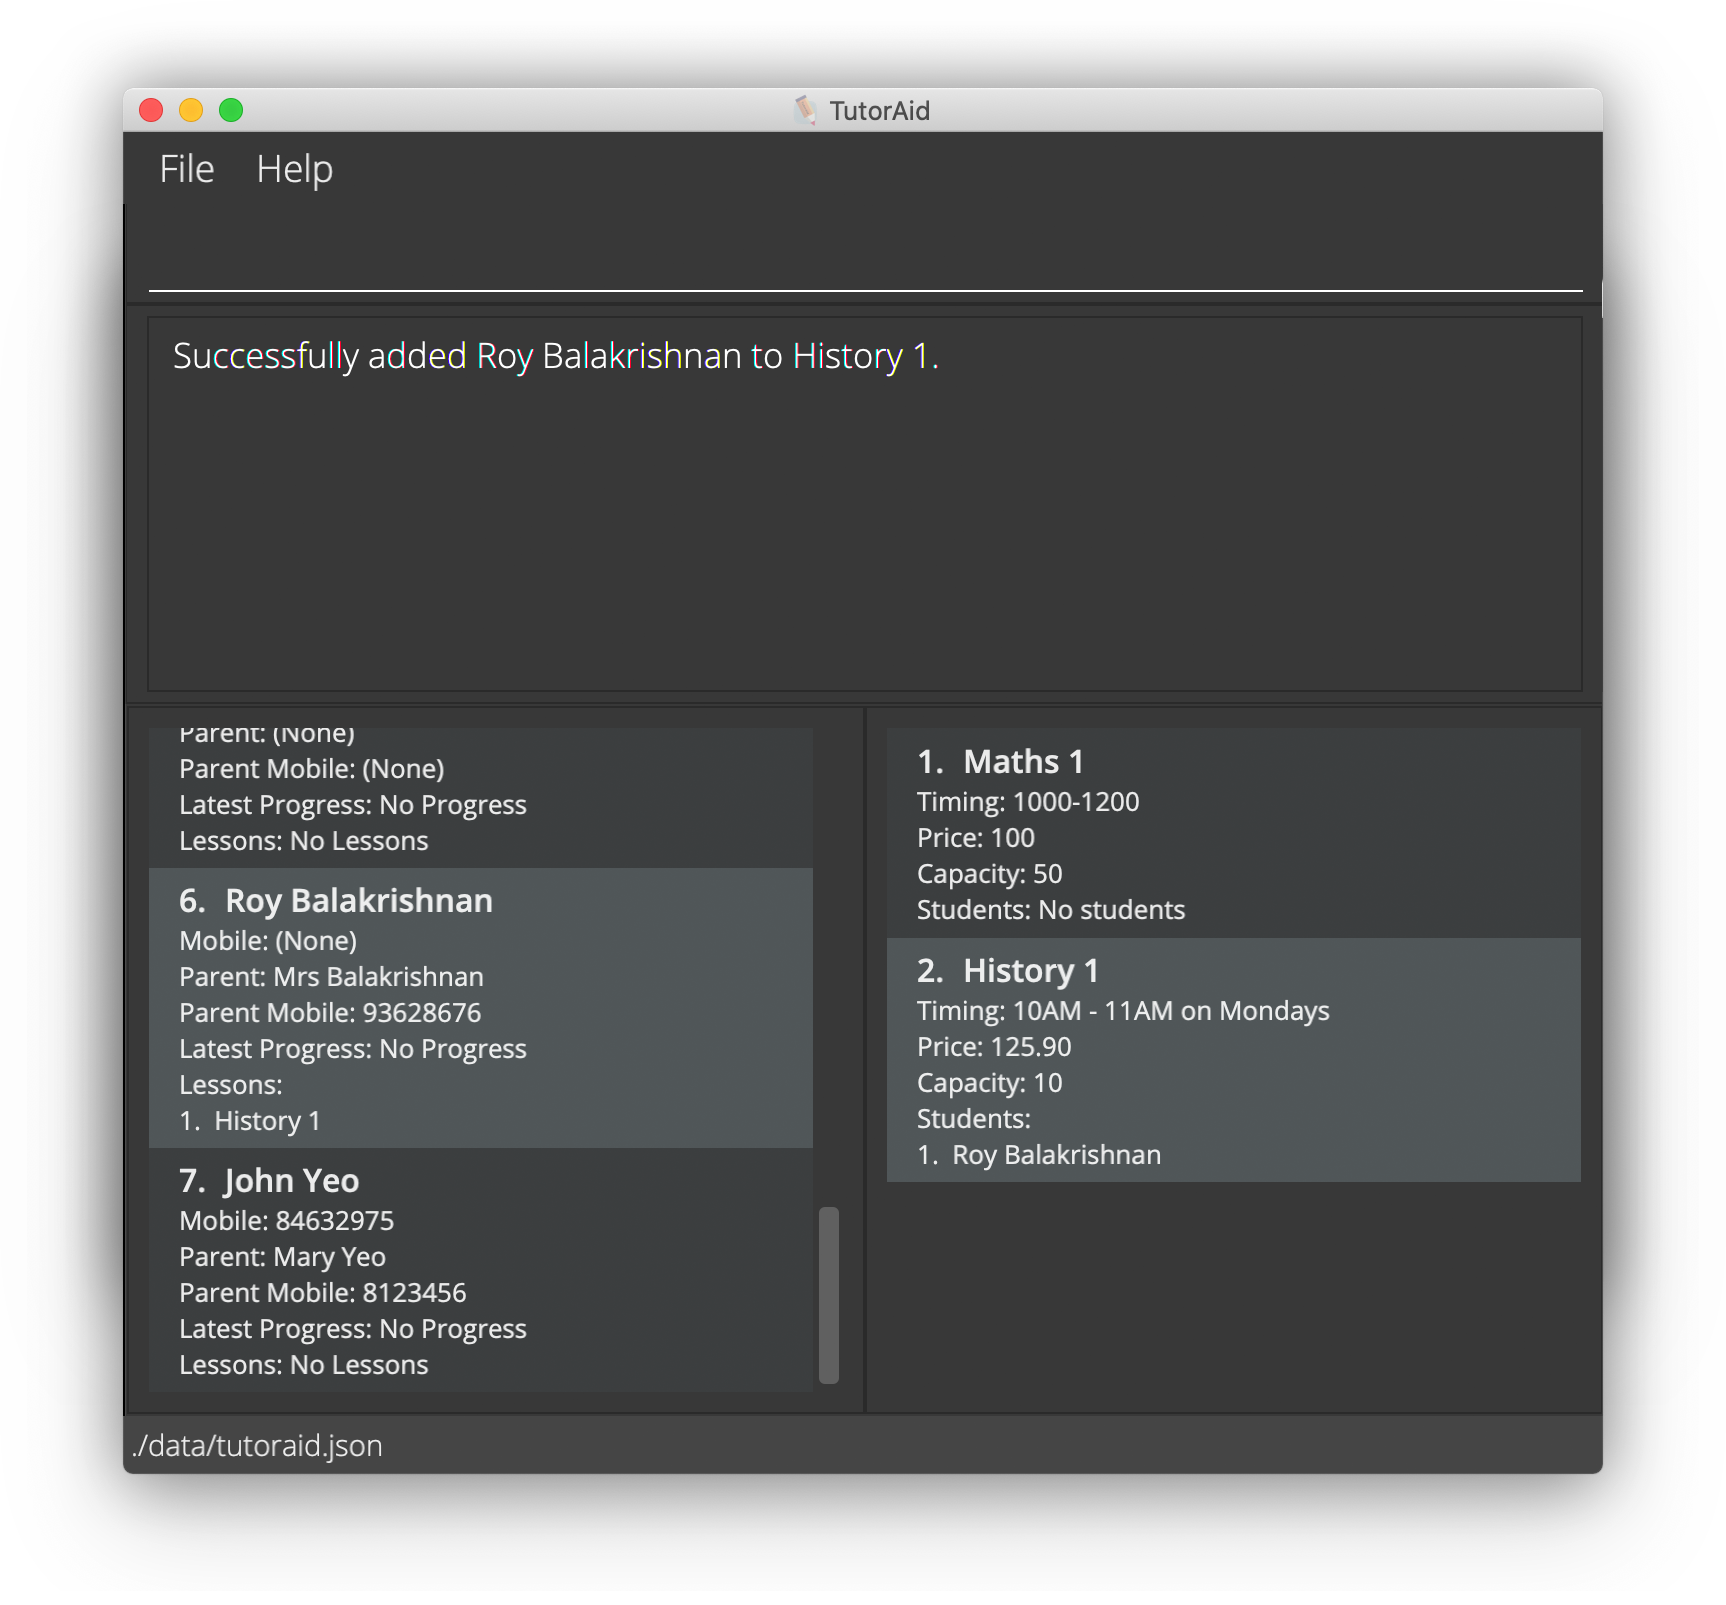 TutorAid
File Help
Successfully added Roy Balakrishnan to History 1.
Parent: (None)
Parent Mobile: (None)
Latest Progress: No Progress
Lessons: No Lessons
6. Roy Balakrishnan
Mobile: (None)
Parent: Mrs Balakrishnan
Parent Mobile: 93628676
Latest Progress: No Progress
Lessons:
1. History 1
7. John Yeo
Mobile: 84632975
Parent: Mary Yeo
Parent Mobile: 8123456
Latest Progress: No Progress
Lessons: No Lessons
1. Maths 1
Timing: 1000-1200
Price: 100
Capacity: 50
Students: No students
2. History 1
Timing: 10AM - 11AM on Mondays
Price: 125.90
Capacity: 10
Students:
1. Roy Balakrishnan
./data/tutoraid.json